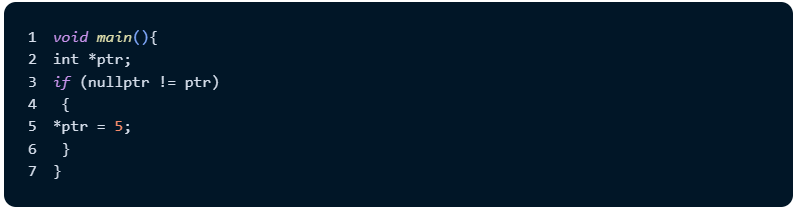 1 void main(){
2 int *ptr;
3 if (nullptr != ptr)
4  {
5 *ptr = 5;
6  }
7 }